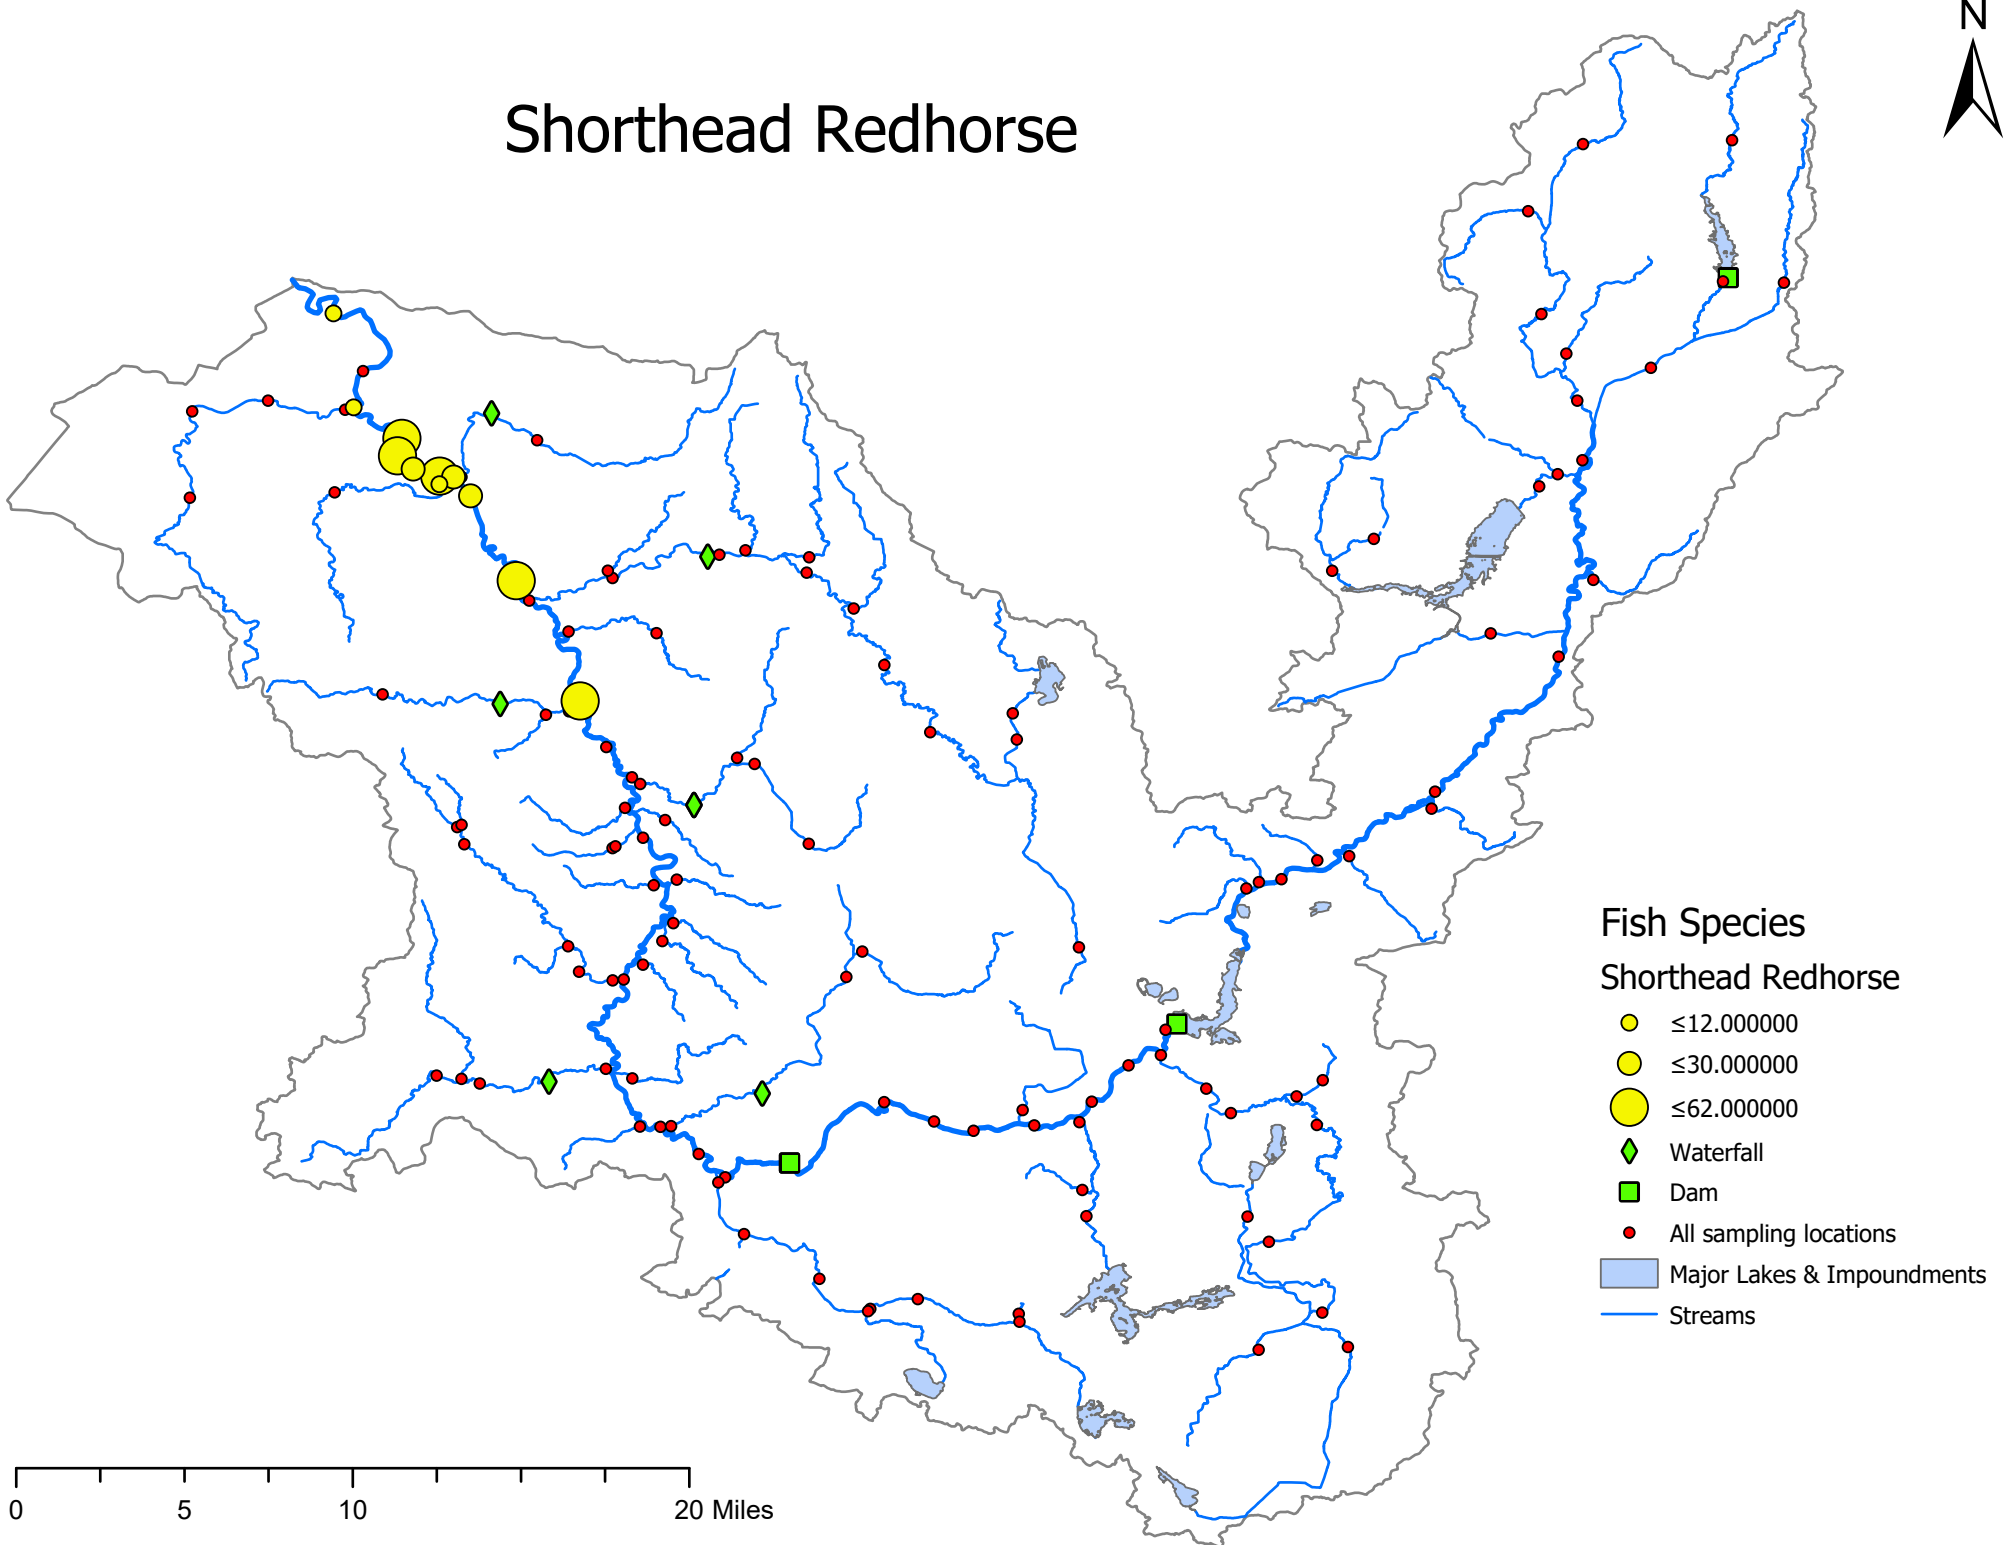 N
Shorthead Redhorse
Fish Species
Shorthead Redhorse
≤12.000000
≤30.000000
≤62.000000
Waterfall
Dam
All sampling locations
Major Lakes & Impoundments
Streams
0 5 10 20 Miles